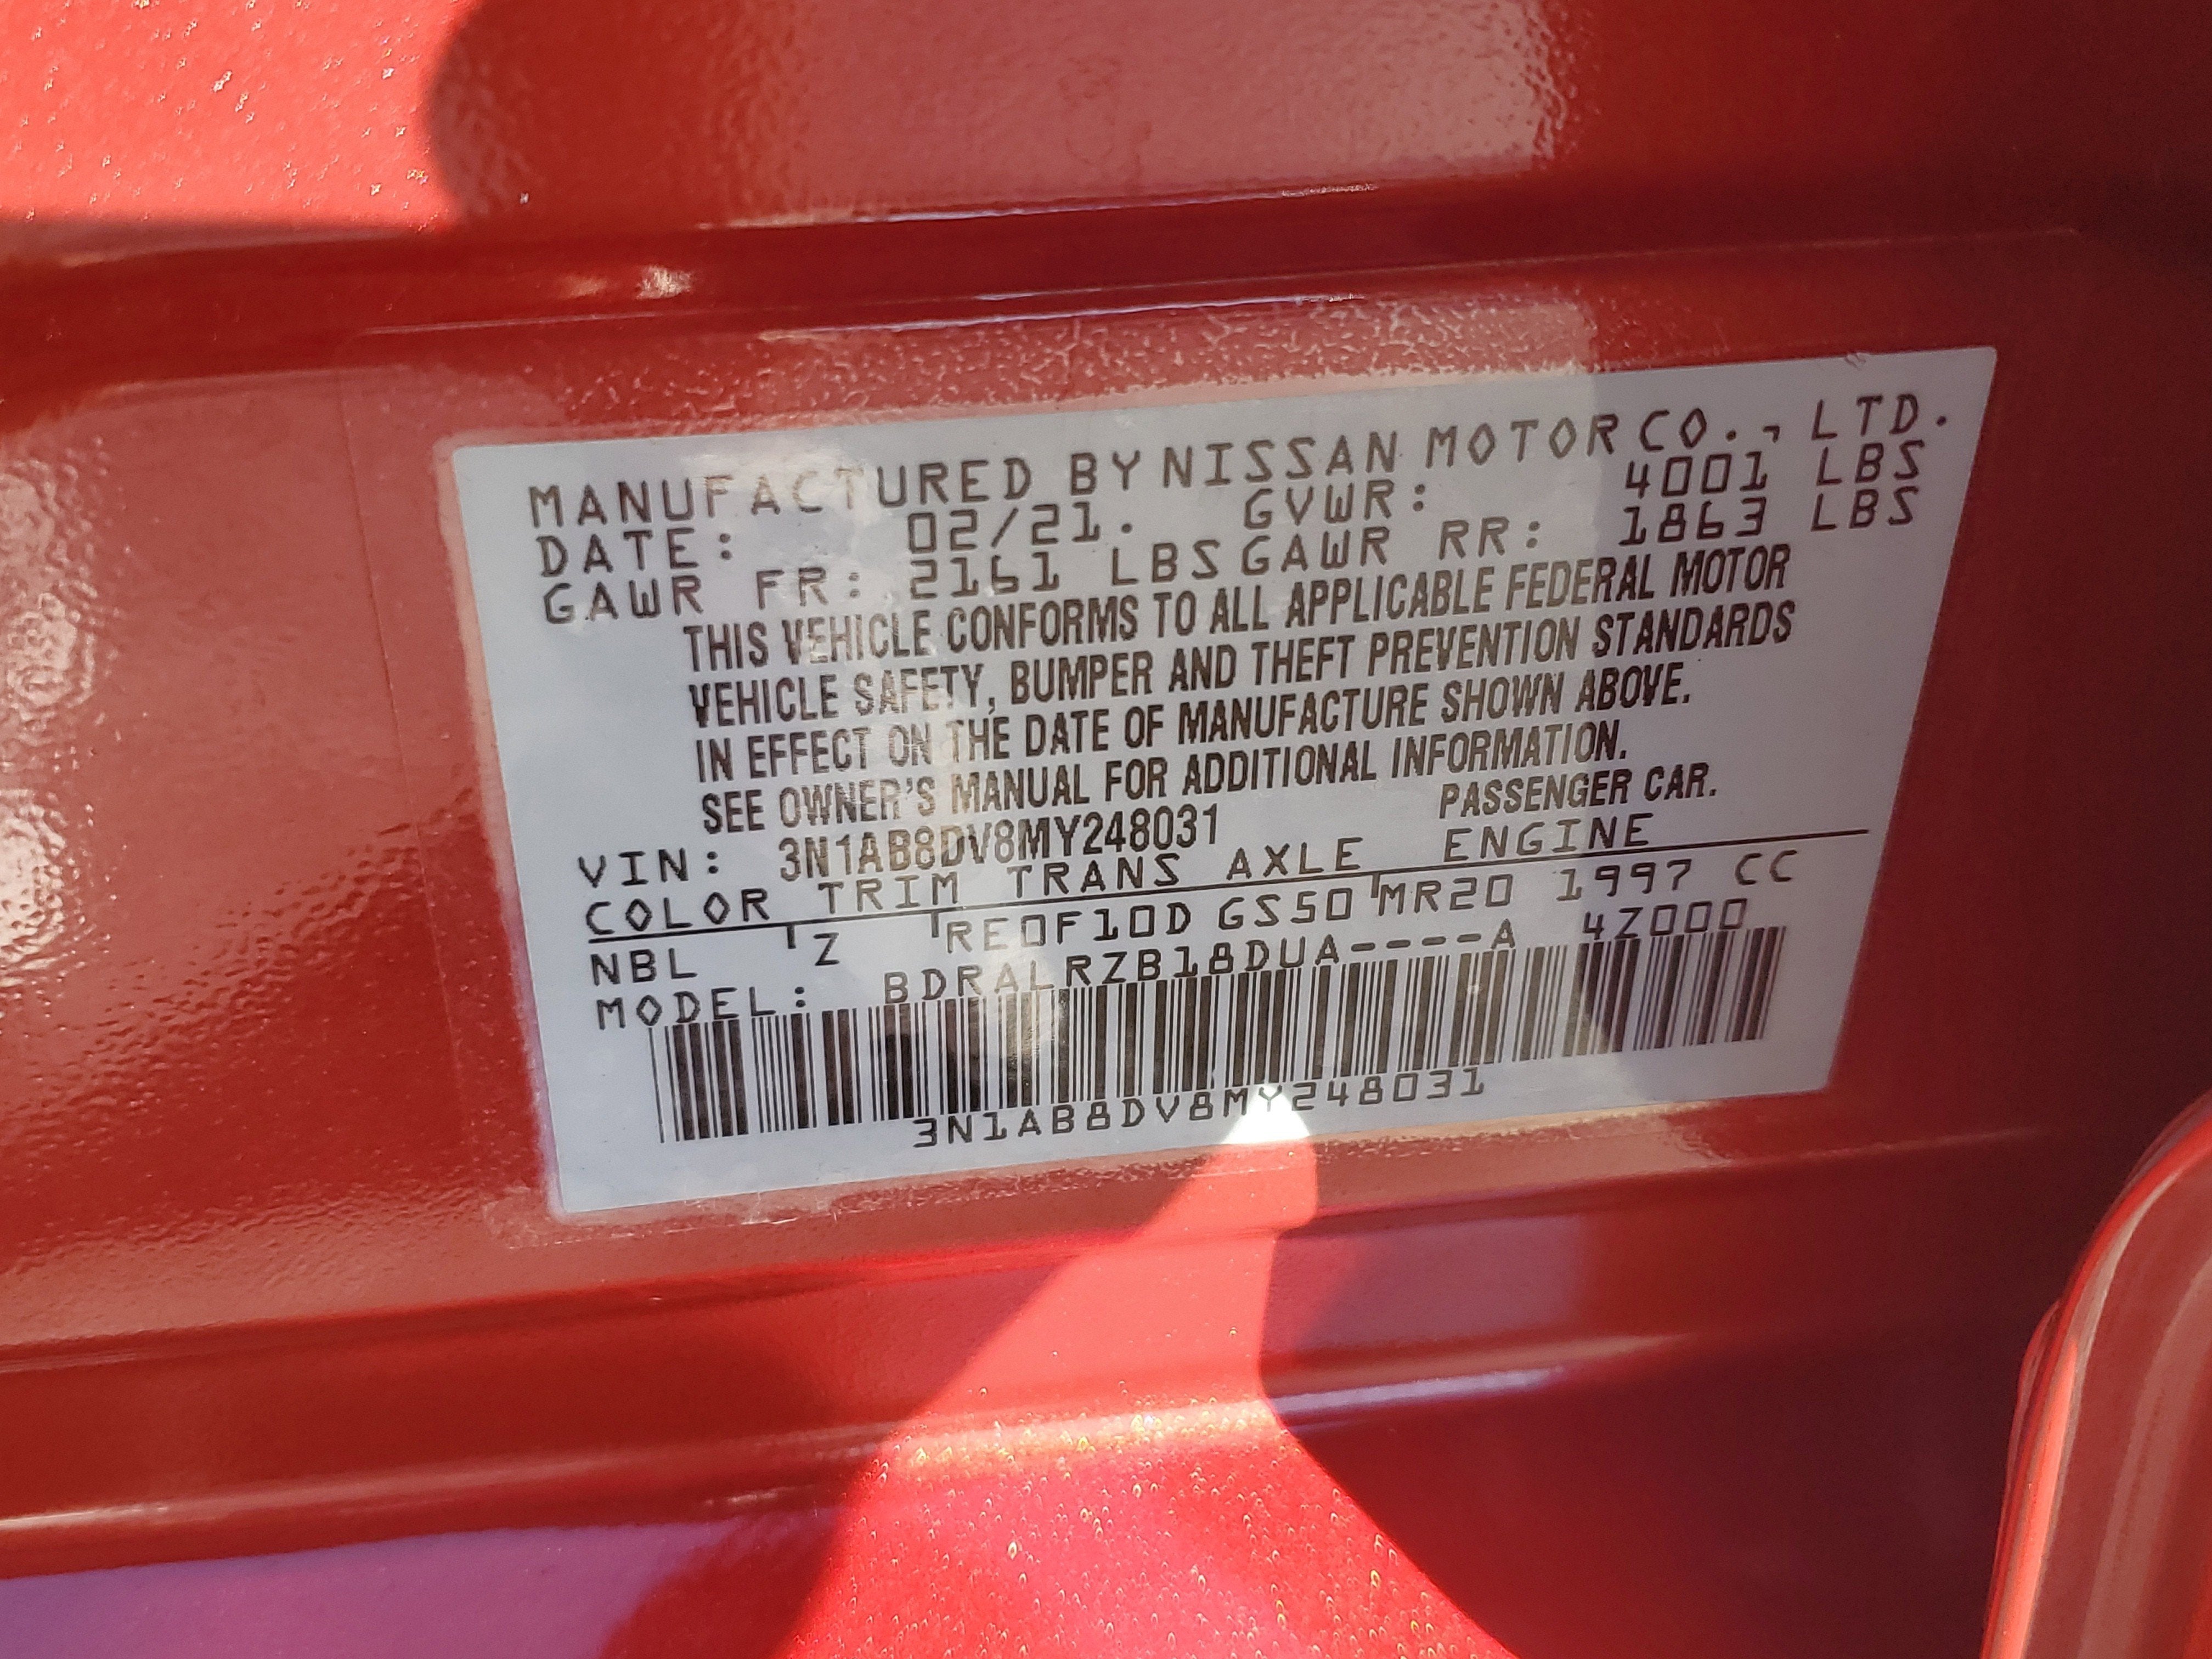 MANUFACTURED BY NISSAN MOTOR CO., LTD.
DATE: 02/21. GVWR: 4001 LBS
GAWR FR: 2161 LBS GAWR RR: 1863 LBS
THIS VEHICLE CONFORMS TO ALL APPLICABLE FEDERAL MOTOR
VEHICLE SAFETY, BUMPER AND THEFT PREVENTION STANDARDS
IN EFFECT ON THE DATE OF MANUFACTURE SHOWN ABOVE.
SEE OWNER'S MANUAL FOR ADDITIONAL INFORMATION.
VIN: 3N1AB8DV8MY248031 PASSENGER CAR.
COLOR TRIM TRANS AXLE ENGINE
NBL Z RE0F10D GS50 MR20 1997 CC
MODEL: BDRALRZB18DUA----A 4Z000
3N1AB8DV8MY248031